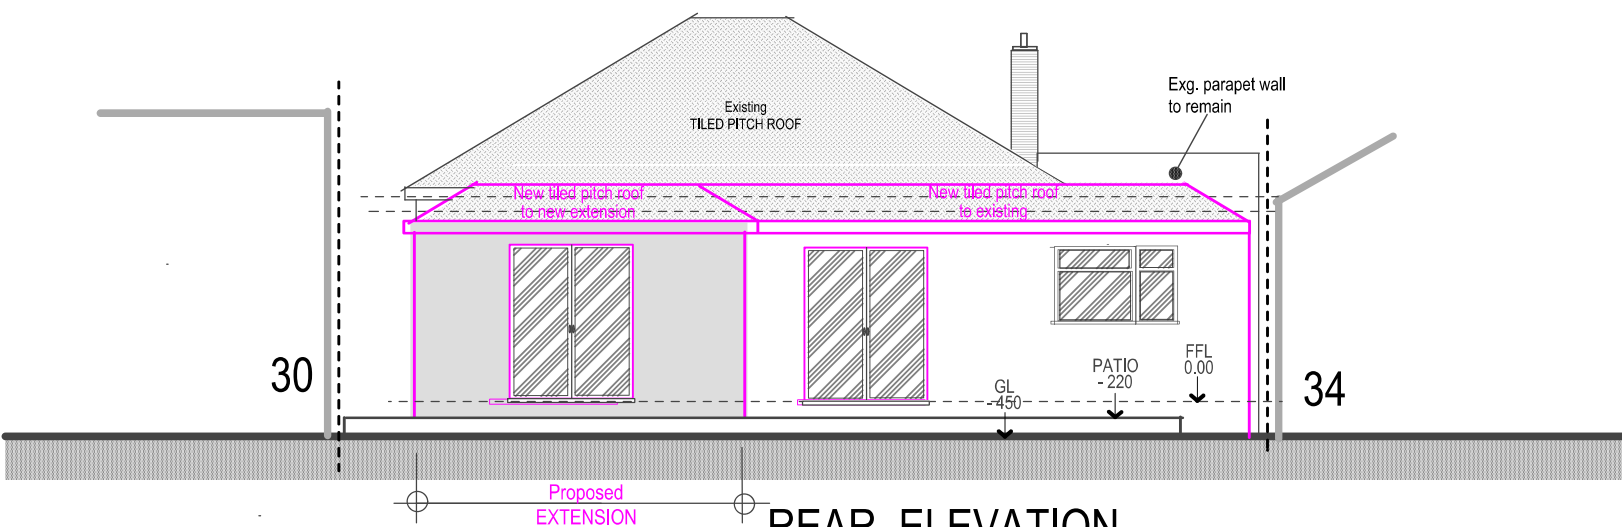 Exg. parapet wall
to remain
Existing
TILED PITCH ROOF
New tiled pitch roof
to new extension
New tiled pitch roof
to existing
30
GL
- 450
PATIO
- 220
FFL
0.00
34
Proposed
EXTENSION
REAR ELEVATION